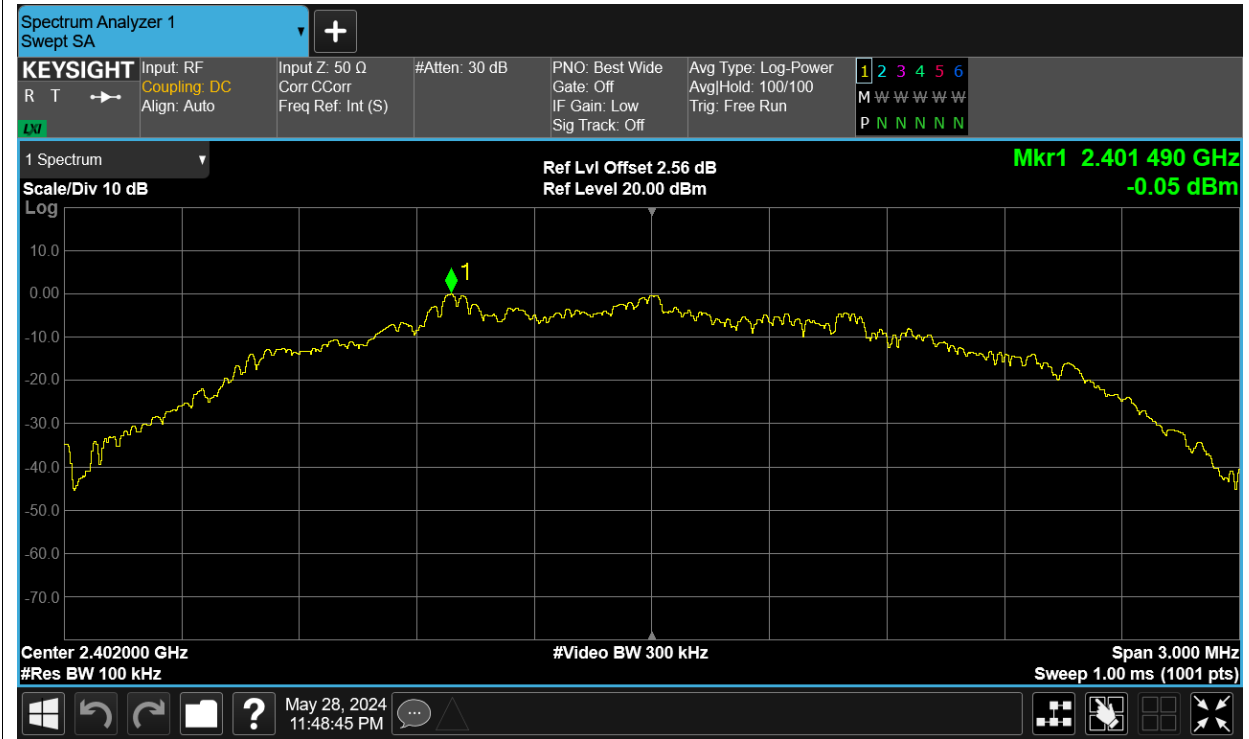 Spectrum Analyzer 1
Swept SA
+
KEYSIGHT
R T
LXI
Input: RF
Coupling: DC
Align: Auto
Input Z: 50 Ω
Corr CCorr
Freq Ref: Int (S)
#Atten: 30 dB
PNO: Best Wide
Gate: Off
IF Gain: Low
Sig Track: Off
Avg Type: Log-Power
Avg|Hold: 100/100
Trig: Free Run
1 2 3 4 5 6
M W W W W W
P N N N N N
1 Spectrum
Scale/Div 10 dB
Ref Lvl Offset 2.56 dB
Ref Level 20.00 dBm
Mkr1 2.401 490 GHz
-0.05 dBm
Log
10.0
0.00
-10.0
-20.0
-30.0
-40.0
-50.0
-60.0
-70.0
1
Center 2.402000 GHz
#Res BW 100 kHz
#Video BW 300 kHz
Span 3.000 MHz
Sweep 1.00 ms (1001 pts)
?
May 28, 2024
11:48:45 PM